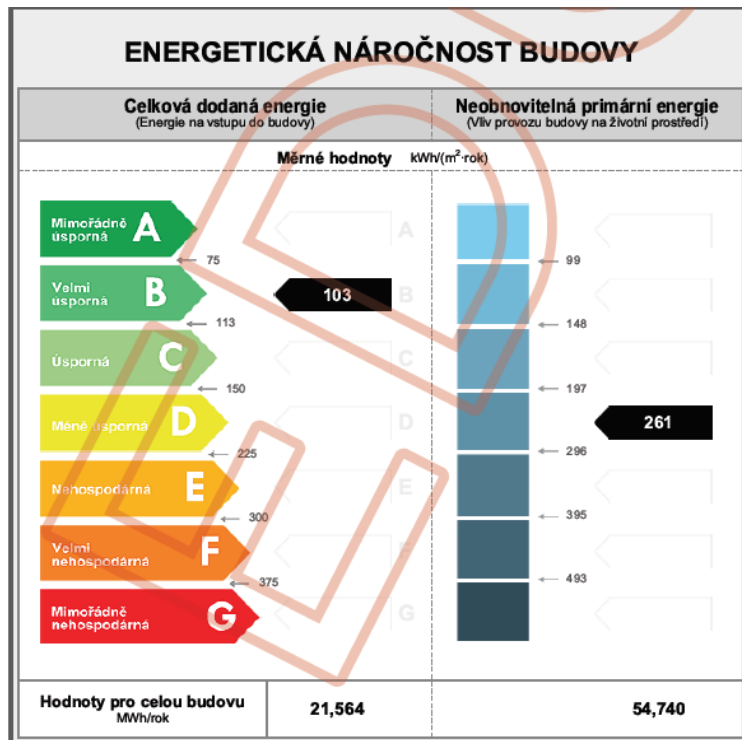 ENERGETICKÁ NÁROČNOST BUDOVY
Celková dodaná energie
(Energie na vstupu do budovy)
Neobnovitelná primární energie
(Vliv provozu budovy na životní prostředí)
Měrné hodnoty kWh/(m²·rok)
Mimořádně
úsporná
A
A
75
99
Velmi
úsporná
B
103
B
113
148
Úsporná
C
C
150
197
Méně úsporná
D
D
261
225
296
Nehospodárná
E
E
300
395
Velmi
nehospodárná
F
F
375
493
Mimořádně
nehospodárná
G
G
Hodnoty pro celou budovu
MWh/rok
21,564
54,740